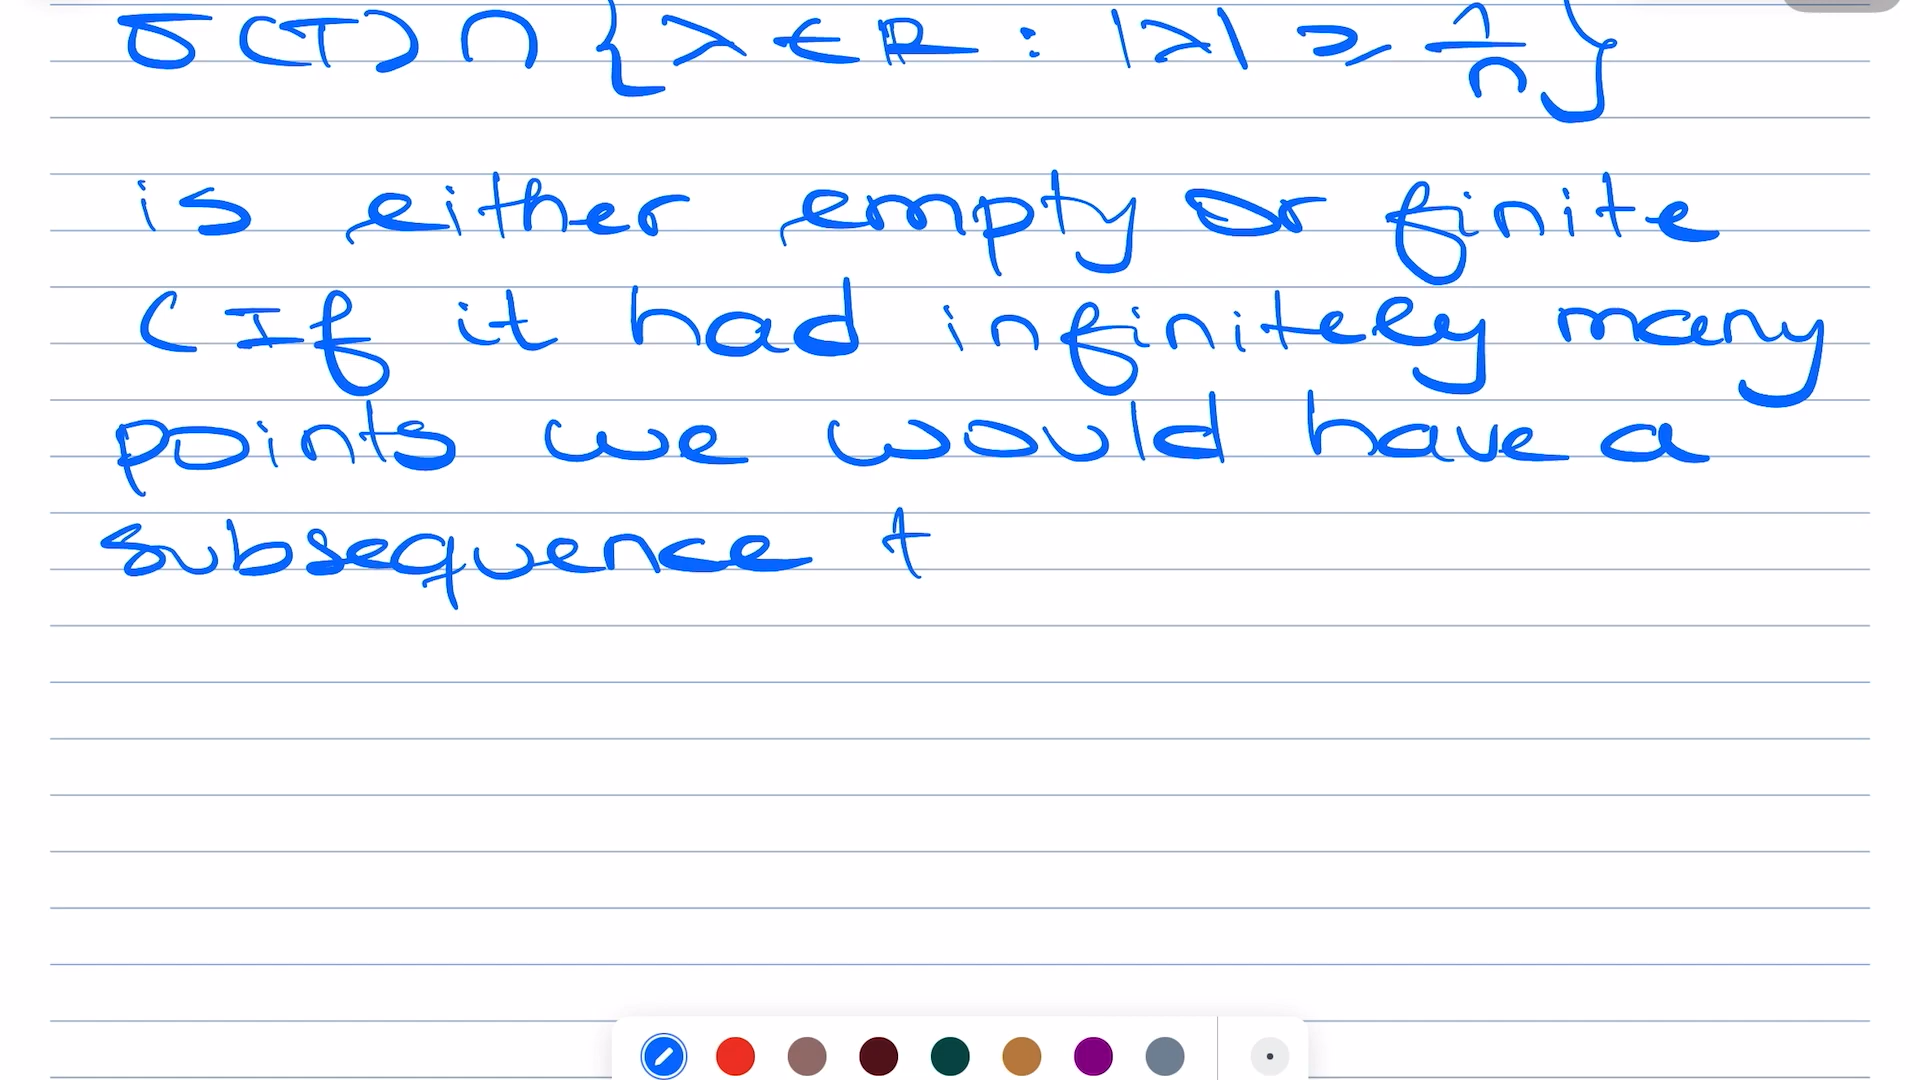 σ(T) ∩ {λ ∈ ℝ : |λ| ≥ 1/n}
is either empty or finite
(If it had infinitely many
points we would have a
subsequence t